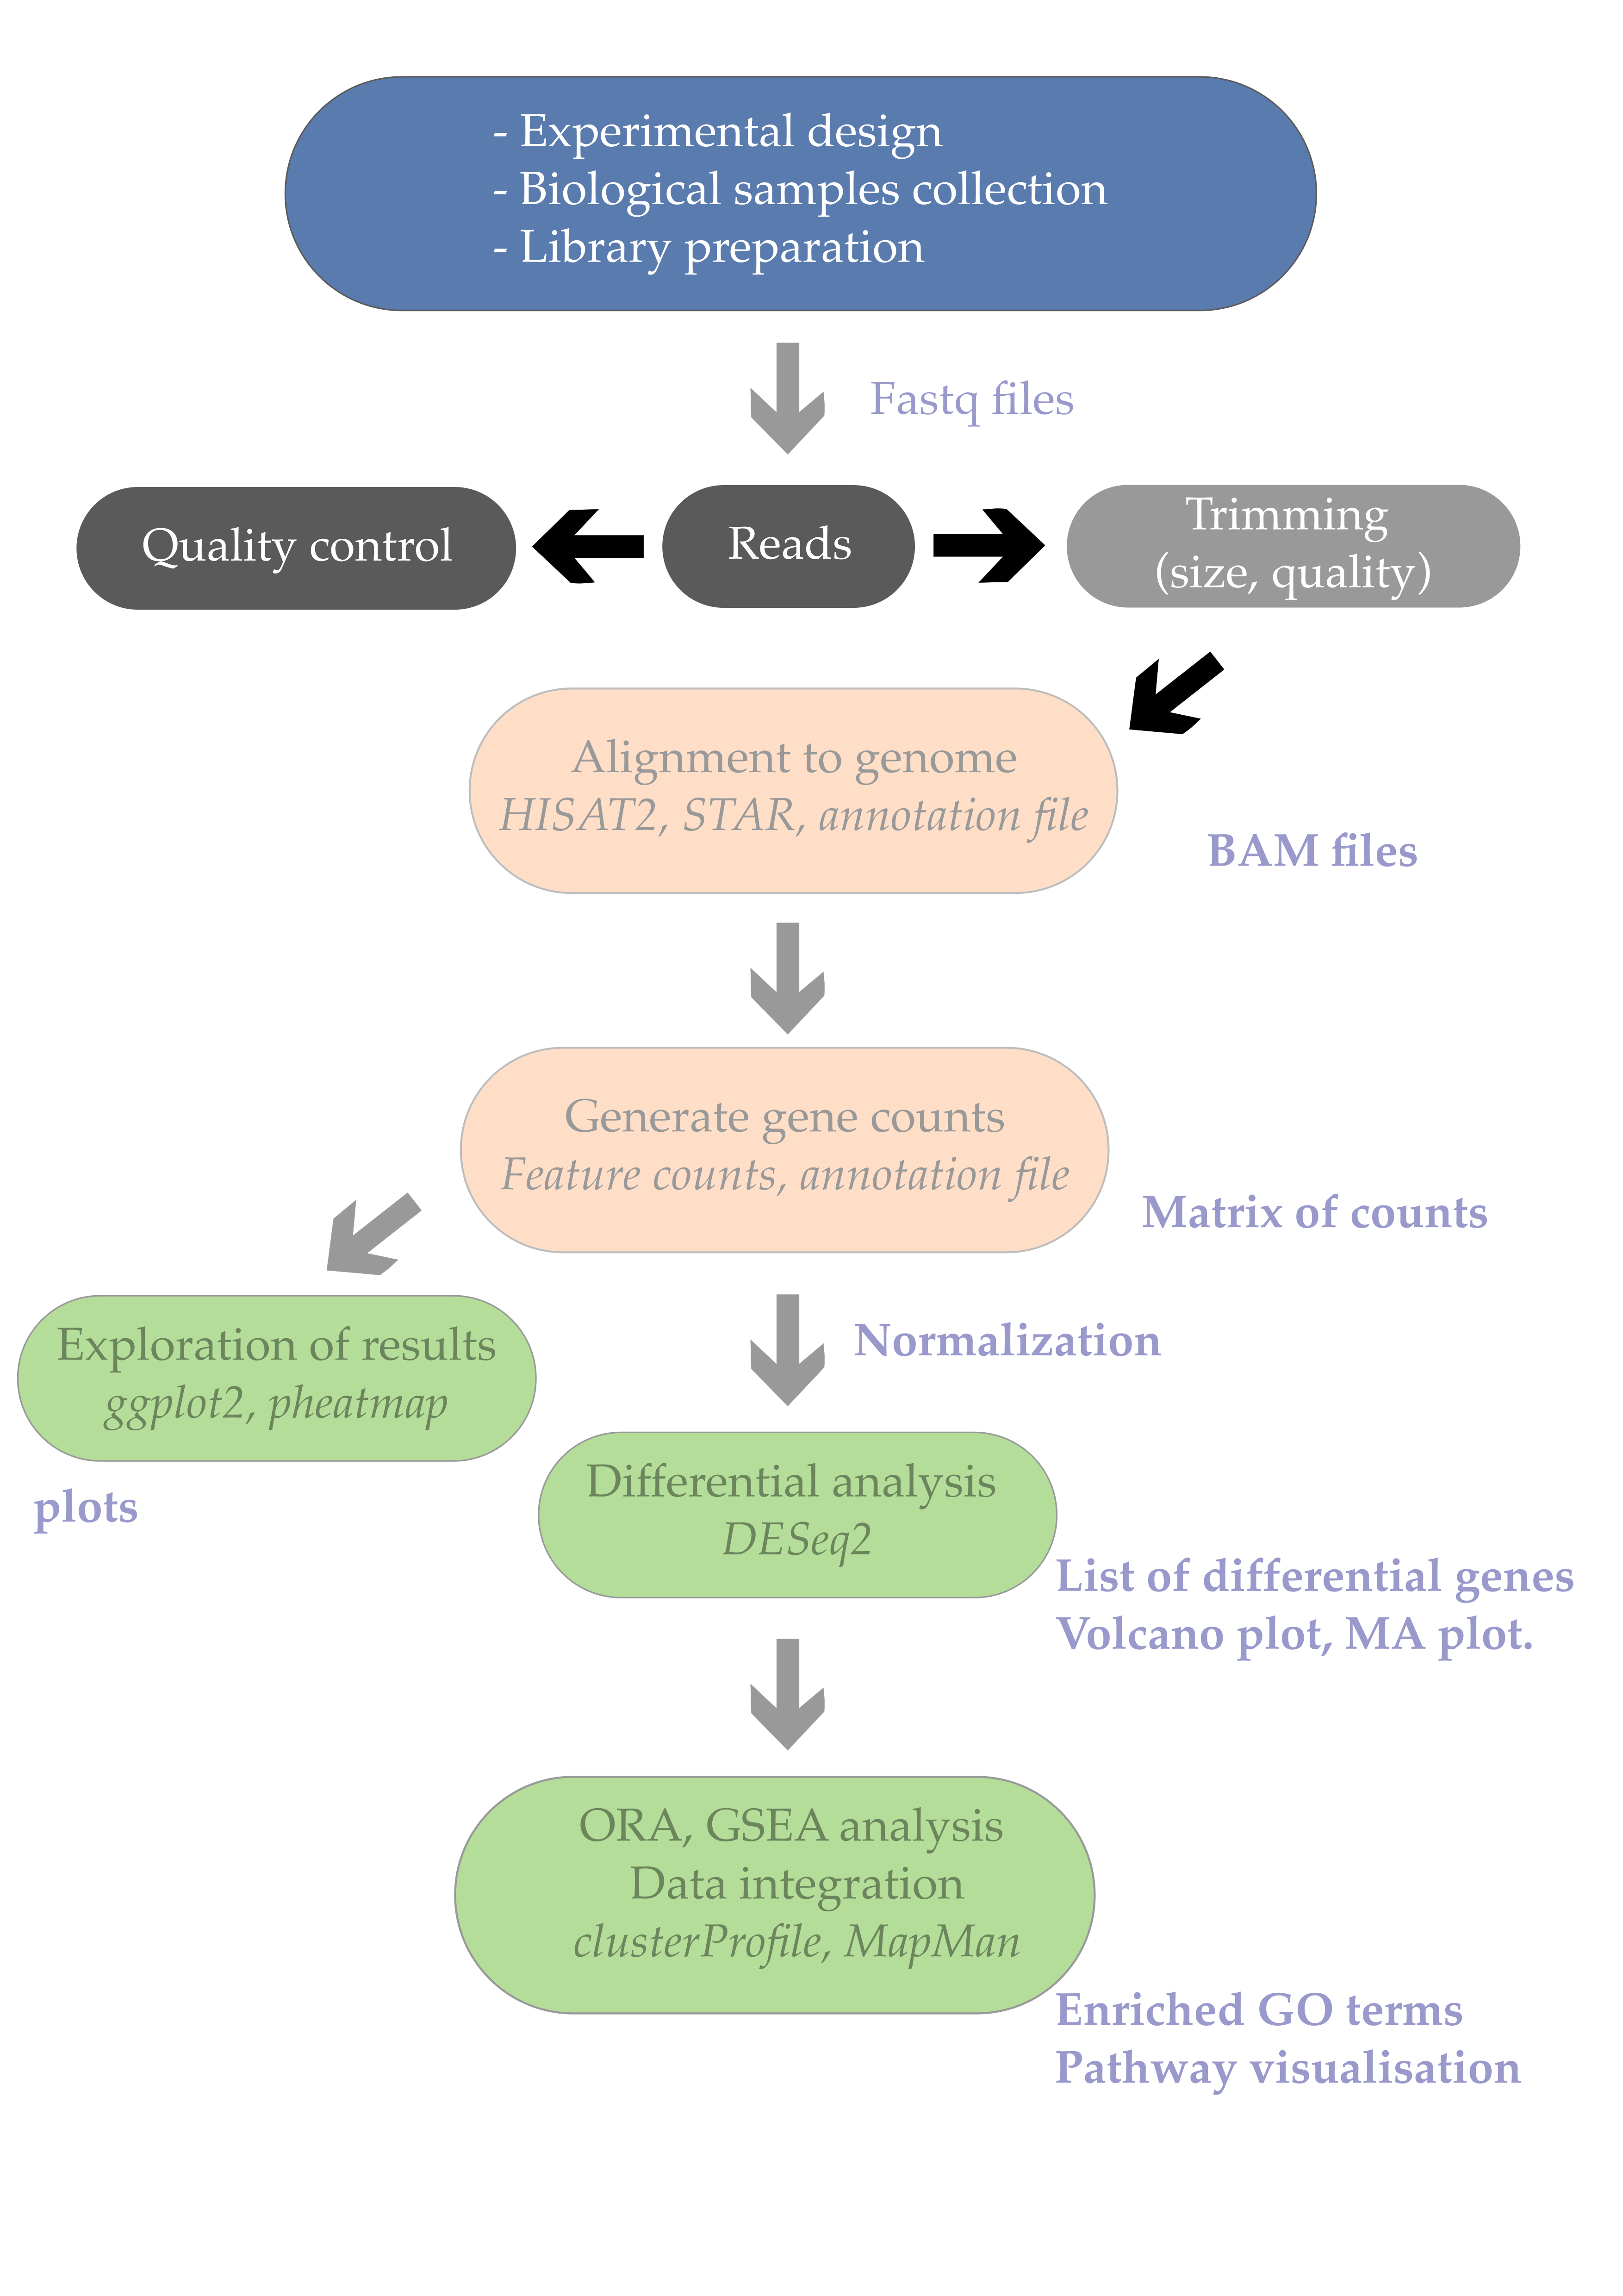 - Experimental design
- Biological samples collection
- Library preparation
Fastq files
Quality control
Reads
Trimming
(size, quality)
Alignment to genome
HISAT2, STAR, annotation file
BAM files
Generate gene counts
Feature counts, annotation file
Matrix of counts
Exploration of results
ggplot2, pheatmap
plots
Normalization
Differential analysis
DESeq2
List of differential genes
Volcano plot, MA plot.
ORA, GSEA analysis
Data integration
clusterProfile, MapMan
Enriched GO terms
Pathway visualisation